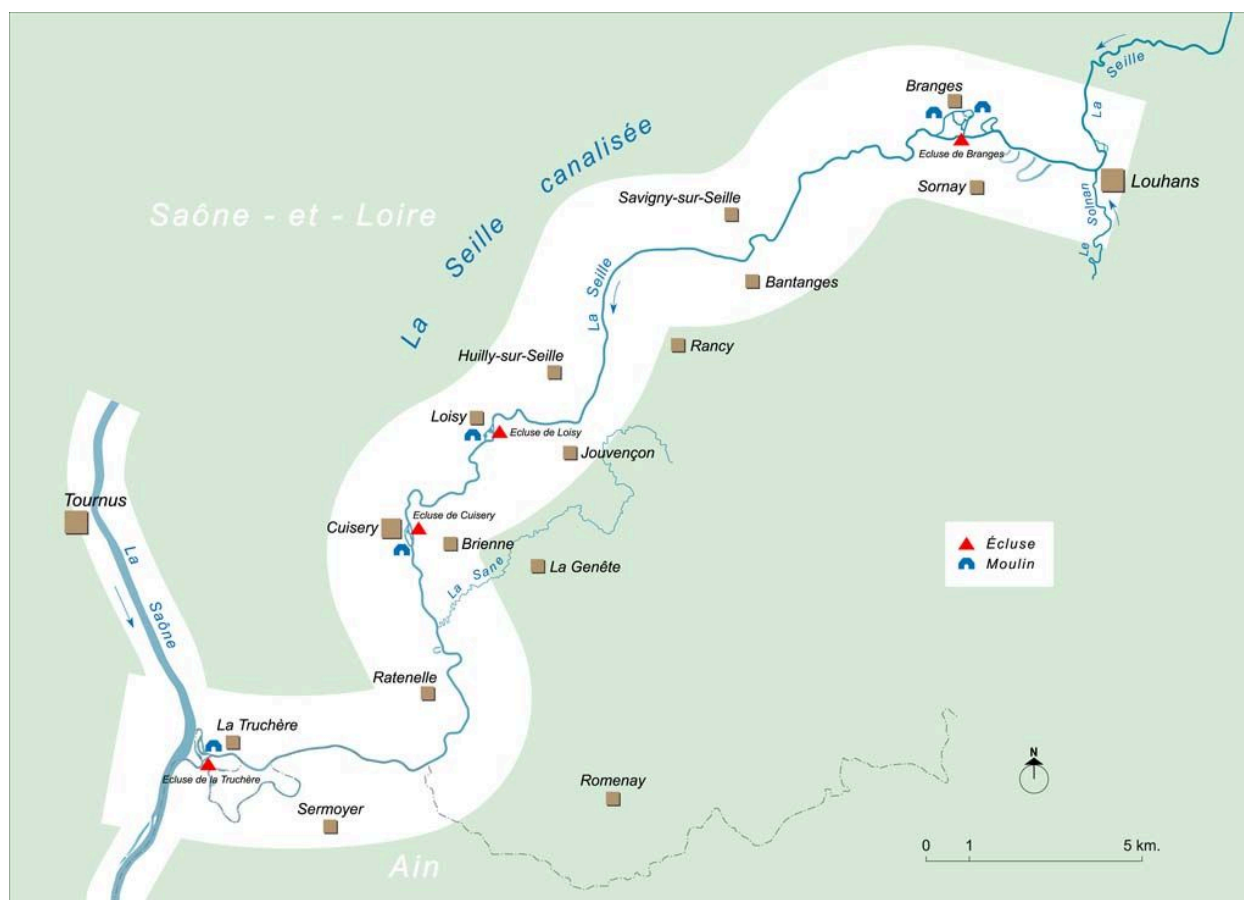 La Seille
Branges
Ecluse de Branges
Louhans
Sornay
Le Solnan
Savigny-sur-Seille
Saône - et - Loire
La Seille canalisée
Bantanges
La Seille
Rancy
Huilly-sur-Seille
Loisy
Ecluse de Loisy
Jouvençon
Tournus
Cuisery
Ecluse de Cuisery
Brienne
La Genête
La Sane
Écluse
Moulin
La Saône
Ratenelle
La Truchère
Ecluse de la Truchère
Romenay
N
Sermoyer
Ain
0 1 5 km.